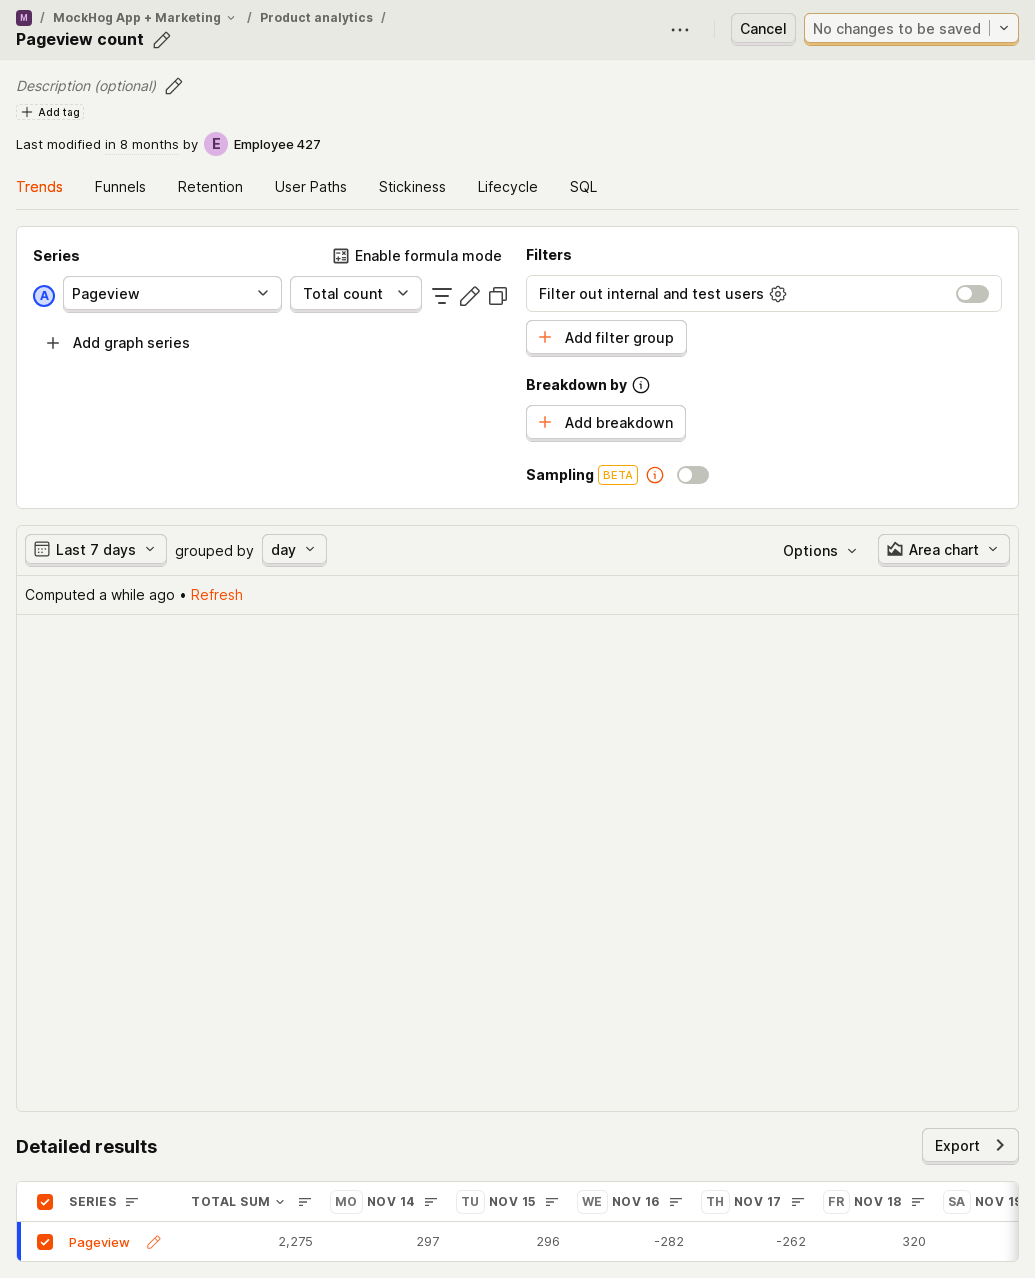 M / MockHog App + Marketing / Product analytics /
Pageview count
Cancel
No changes to be saved
Description (optional)
Add tag
Last modified in 8 months by E Employee 427
Trends Funnels Retention User Paths Stickiness Lifecycle SQL
Series
Enable formula mode
A Pageview Total count
Add graph series
Filters
Filter out internal and test users
Add filter group
Breakdown by
Add breakdown
Sampling BETA
Last 7 days grouped by day
Options Area chart
Computed a while ago • Refresh
Detailed results
Export
SERIES TOTAL SUM MO NOV 14 TU NOV 15 WE NOV 16 TH NOV 17 FR NOV 18 SA NOV 19
Pageview 2,275 297 296 -282 -262 320